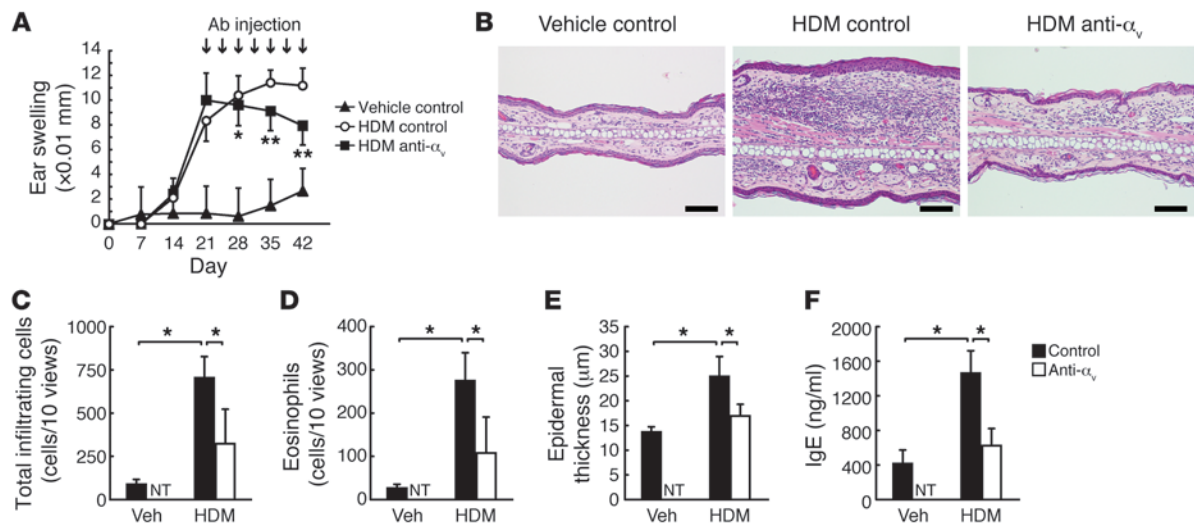 A
Ab injection
Ear swelling
(×0.01 mm)
14
12
10
8
6
4
2
0
0 7 14 21 28 35 42
Day
* ** **
Vehicle control
HDM control
HDM anti-αv
B
Vehicle control HDM control HDM anti-αv
C
Total infiltrating cells
(cells/10 views)
1000
750
500
250
0
* *
NT
Veh HDM
D
Eosinophils
(cells/10 views)
400
300
200
100
0
* *
NT
Veh HDM
E
Epidermal
thickness (μm)
35
30
25
20
15
10
5
0
* *
NT
Veh HDM
F
IgE (ng/ml)
2000
1600
1200
800
400
0
* *
NT
Veh HDM
Control
Anti-αv